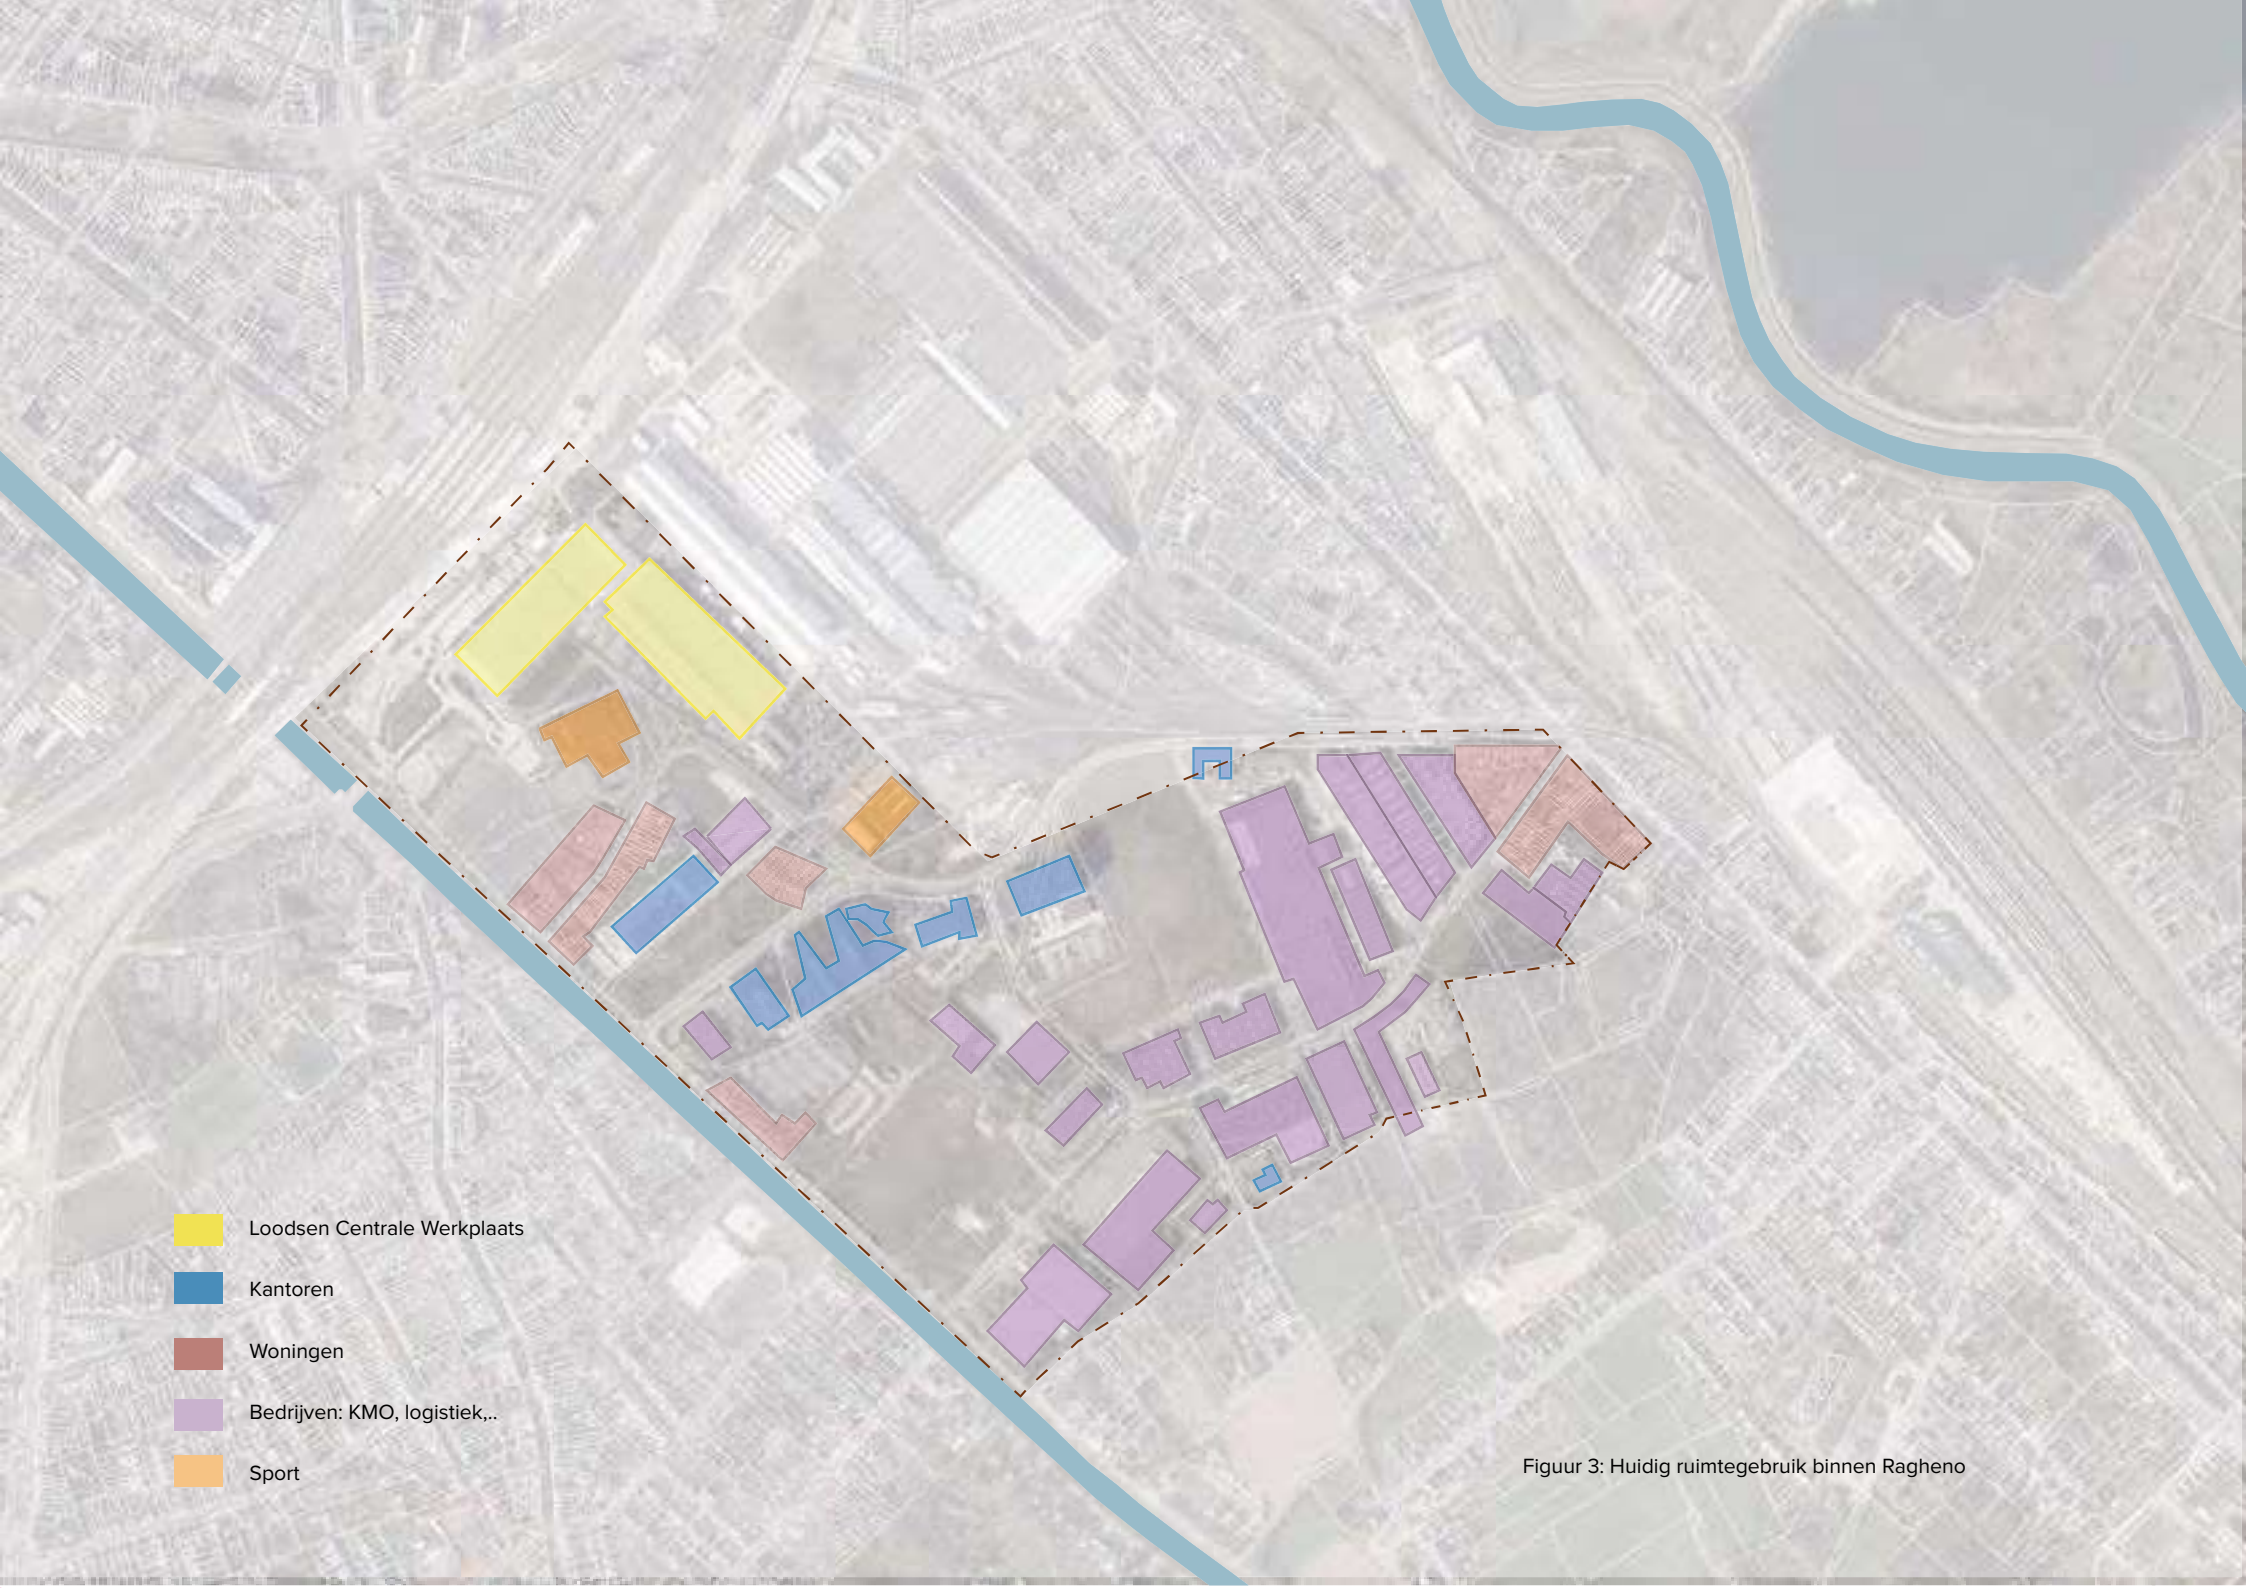 Loodsen Centrale Werkplaats
Kantoren
Woningen
Bedrijven: KMO, logistiek,..
Sport
Figuur 3: Huidig ruimtegebruik binnen Ragheno